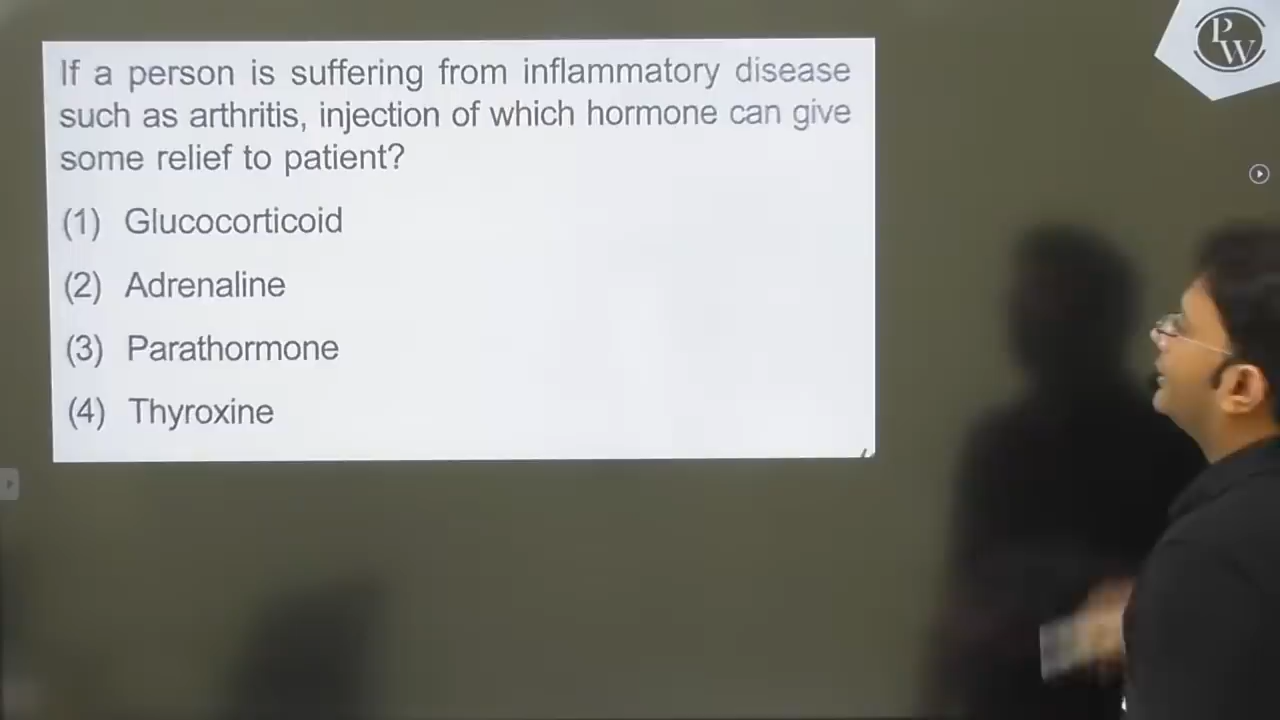 If a person is suffering from inflammatory disease
such as arthritis, injection of which hormone can give
some relief to patient?
(1) Glucocorticoid
(2) Adrenaline
(3) Parathormone
(4) Thyroxine
P
W